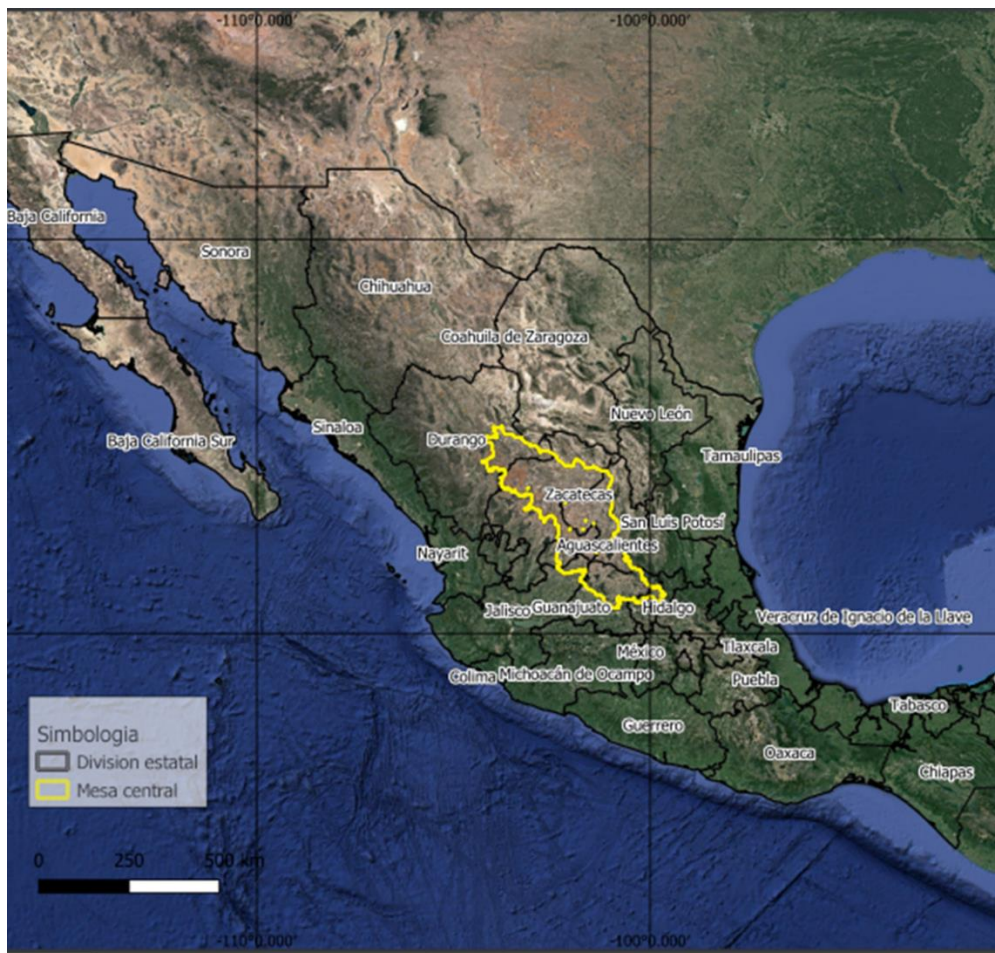 -110°0.000'
-100°0.000'
Baja California
Sonora
Chihuahua
Coahuila de Zaragoza
Nuevo León
Durango
Sinaloa
Baja California Sur
Tamaulipas
Zacatecas
San Luis Potosí
Aguascalientes
Nayarit
Jalisco
Guanajuato
Hidalgo
Veracruz de Ignacio de la Llave
México
Tlaxcala
Colima
Michoacán de Ocampo
Puebla
Tabasco
Guerrero
Oaxaca
Chiapas
Simbologia
Division estatal
Mesa central
0 250 500 km
-110°0.000'
-100°0.000'